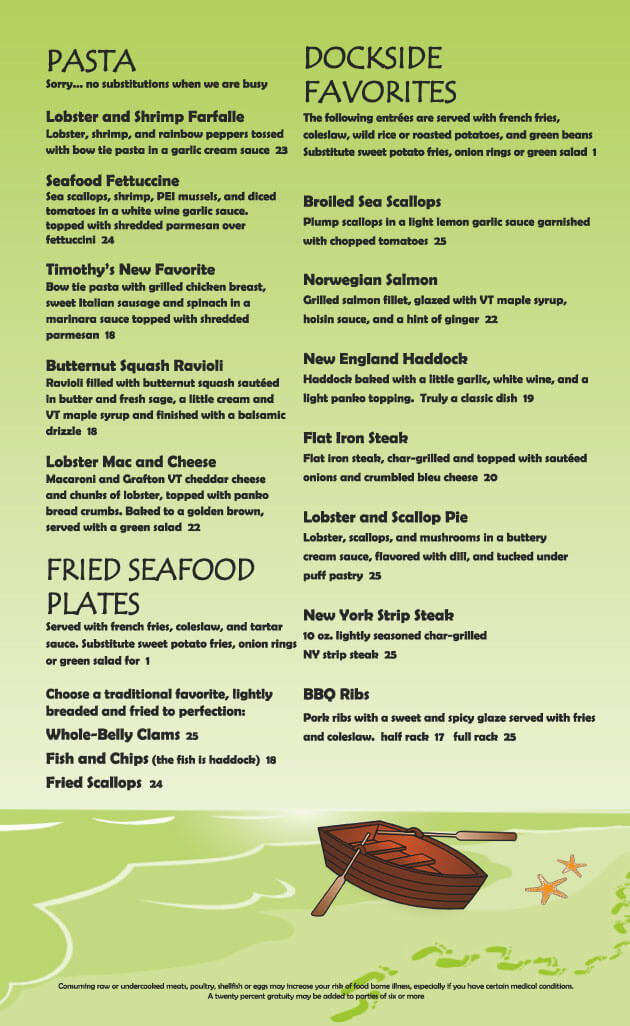 PASTA
Sorry... no substitutions when we are busy
Lobster and Shrimp Farfalle
Lobster, shrimp, and rainbow peppers tossed
with bow tie pasta in a garlic cream sauce 23
Seafood Fettuccine
Sea scallops, shrimp, PEI mussels, and diced
tomatoes in a white wine garlic sauce.
topped with shredded parmesan over
fettuccini 24
Timothy's New Favorite
Bow tie pasta with grilled chicken breast,
sweet Italian sausage and spinach in a
marinara sauce topped with shredded
parmesan 18
Butternut Squash Ravioli
Ravioli filled with butternut squash sautéed
in butter and fresh sage, a little cream and
VT maple syrup and finished with a balsamic
drizzle 18
Lobster Mac and Cheese
Macaroni and Grafton VT cheddar cheese
and chunks of lobster, topped with panko
bread crumbs. Baked to a golden brown,
served with a green salad 22
FRIED SEAFOOD
PLATES
Served with french fries, coleslaw, and tartar
sauce. Substitute sweet potato fries, onion rings
or green salad for 1
Choose a traditional favorite, lightly
breaded and fried to perfection:
Whole-Belly Clams 25
Fish and Chips (the fish is haddock) 18
Fried Scallops 24
DOCKSIDE
FAVORITES
The following entrées are served with french fries,
coleslaw, wild rice or roasted potatoes, and green beans
Substitute sweet potato fries, onion rings or green salad 1
Broiled Sea Scallops
Plump scallops in a light lemon garlic sauce garnished
with chopped tomatoes 25
Norwegian Salmon
Grilled salmon fillet, glazed with VT maple syrup,
hoisin sauce, and a hint of ginger 22
New England Haddock
Haddock baked with a little garlic, white wine, and a
light panko topping. Truly a classic dish 19
Flat Iron Steak
Flat iron steak, char-grilled and topped with sautéed
onions and crumbled bleu cheese 20
Lobster and Scallop Pie
Lobster, scallops, and mushrooms in a buttery
cream sauce, flavored with dill, and tucked under
puff pastry 25
New York Strip Steak
10 oz. lightly seasoned char-grilled
NY strip steak 25
BBQ Ribs
Pork ribs with a sweet and spicy glaze served with fries
and coleslaw. half rack 17 full rack 25
Consuming raw or undercooked meats, poultry, shellfish or eggs may increase your risk of food borne illness, especially if you have certain medical conditions.
A twenty percent gratuity may be added to parties of six or more